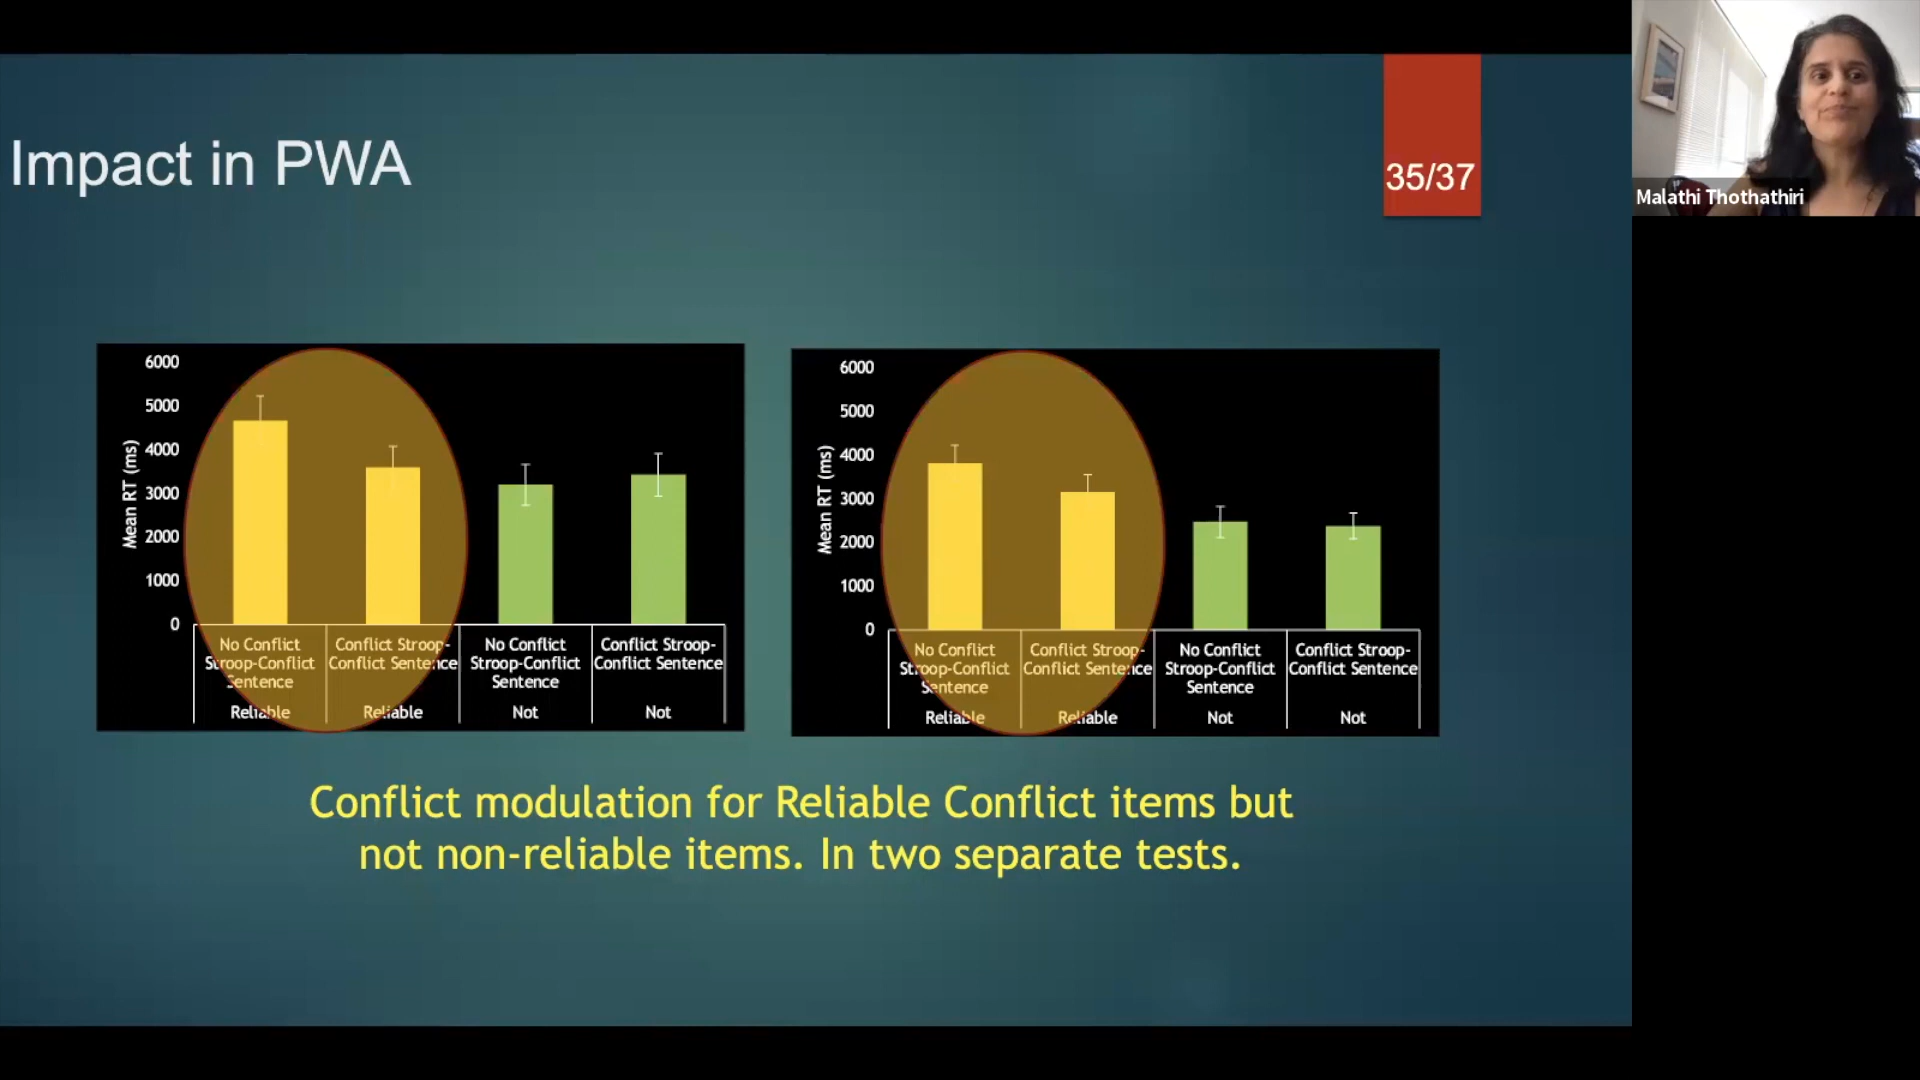 Impact in PWA
35/37
Malathi Thothathiri
6000
5000
4000
3000
2000
1000
0
Mean RT (ms)
No Conflict
Stroop-Conflict
Sentence
Reliable
Conflict Stroop-
Conflict Sentence
Reliable
No Conflict
Stroop-Conflict
Sentence
Not
Conflict Stroop-
Conflict Sentence
Not
6000
5000
4000
3000
2000
1000
0
Mean RT (ms)
No Conflict
Stroop-Conflict
Sentence
Reliable
Conflict Stroop-
Conflict Sentence
Reliable
No Conflict
Stroop-Conflict
Sentence
Not
Conflict Stroop-
Conflict Sentence
Not
Conflict modulation for Reliable Conflict items but
not non-reliable items. In two separate tests.